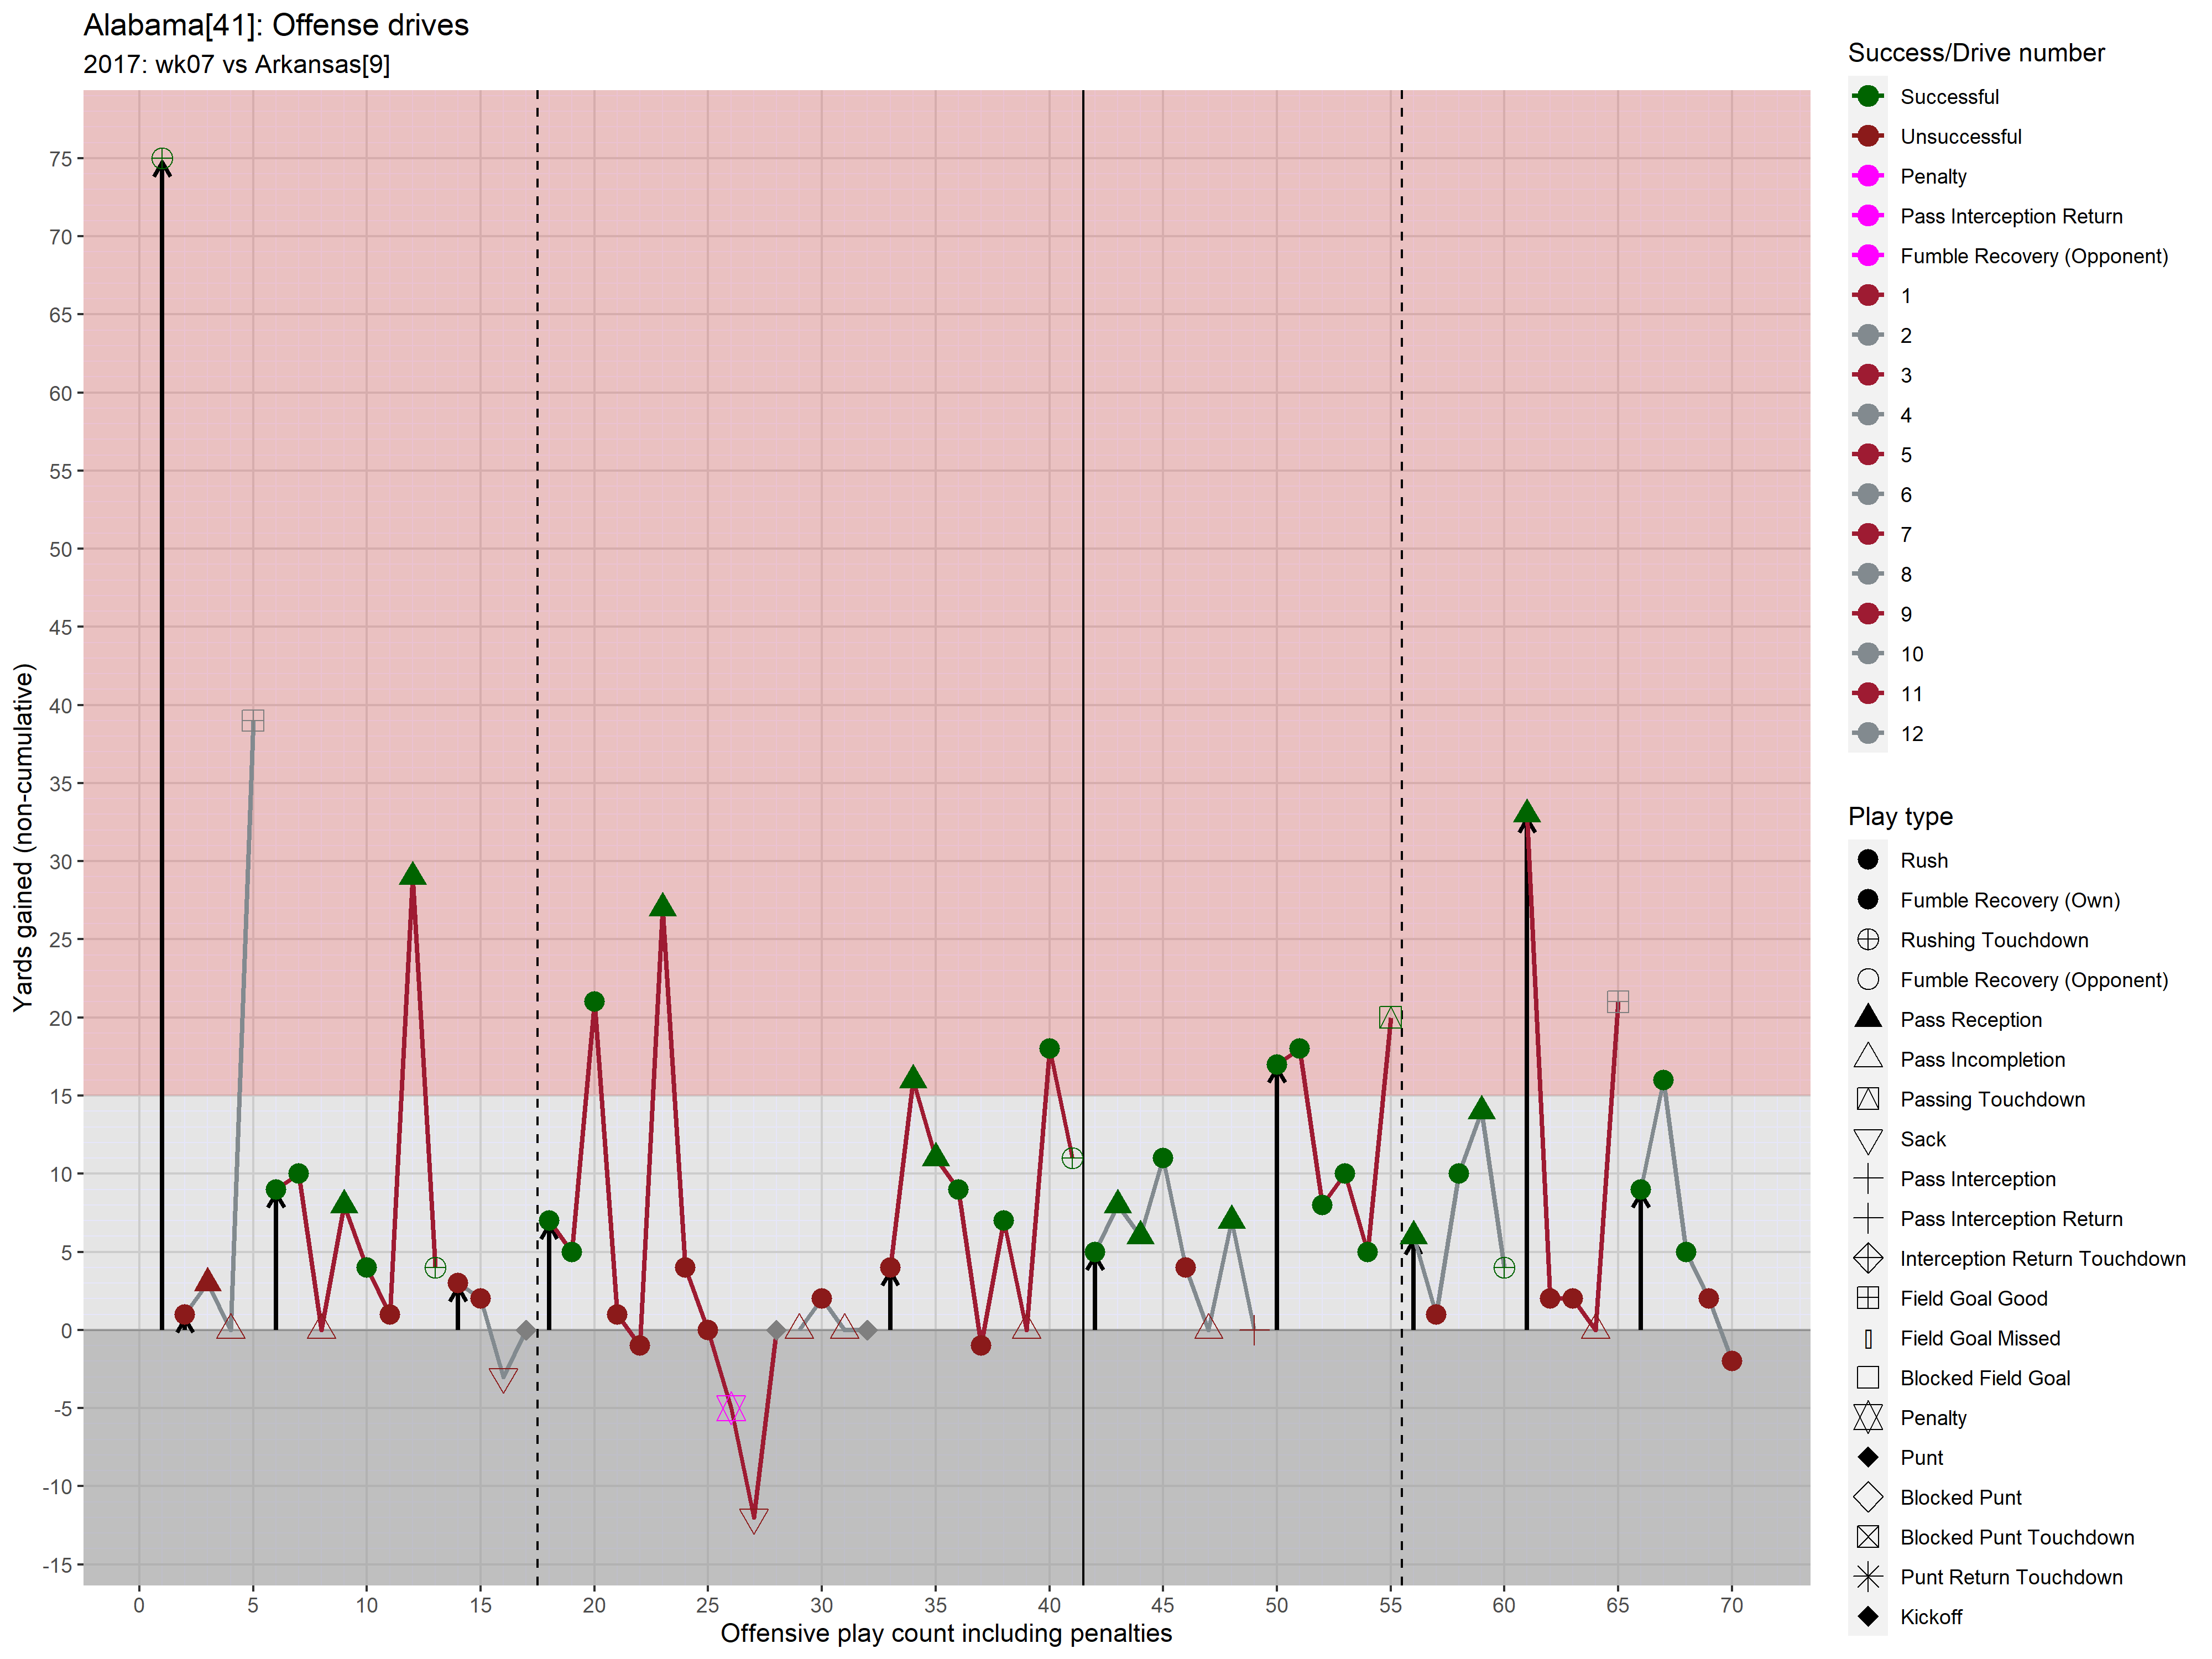 Alabama[41]: Offense drives
2017: wk07 vs Arkansas[9]
Yards gained (non-cumulative)
75
70
65
60
55
50
45
40
35
30
25
20
15
10
5
0
-5
-10
-15
0 5 10 15 20 25 30 35 40 45 50 55 60 65 70
Offensive play count including penalties
Success/Drive number
Successful
Unsuccessful
Penalty
Pass Interception Return
Fumble Recovery (Opponent)
1
2
3
4
5
6
7
8
9
10
11
12
Play type
Rush
Fumble Recovery (Own)
Rushing Touchdown
Fumble Recovery (Opponent)
Pass Reception
Pass Incompletion
Passing Touchdown
Sack
Pass Interception
Pass Interception Return
Interception Return Touchdown
Field Goal Good
Field Goal Missed
Blocked Field Goal
Penalty
Punt
Blocked Punt
Blocked Punt Touchdown
Punt Return Touchdown
Kickoff